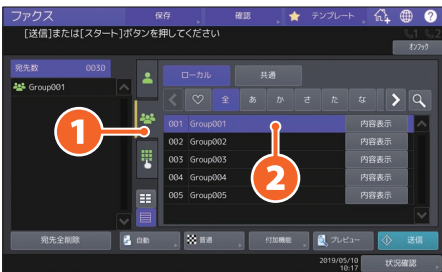 ファクス 保存 確認 テンプレート
[送信]または[スタート]ボタンを押してください
L1 L2
オンフック
宛先数 0030
Group001
ローカル 共通
全 あ か さ た な
001 Group001 内容表示
002 Group002 内容表示
003 Group003 内容表示
004 Group004 内容表示
005 Group005 内容表示
1
2
宛先全削除 自動 普通 付加機能 プレビュー 送信
2019/05/10
10:17
状況確認